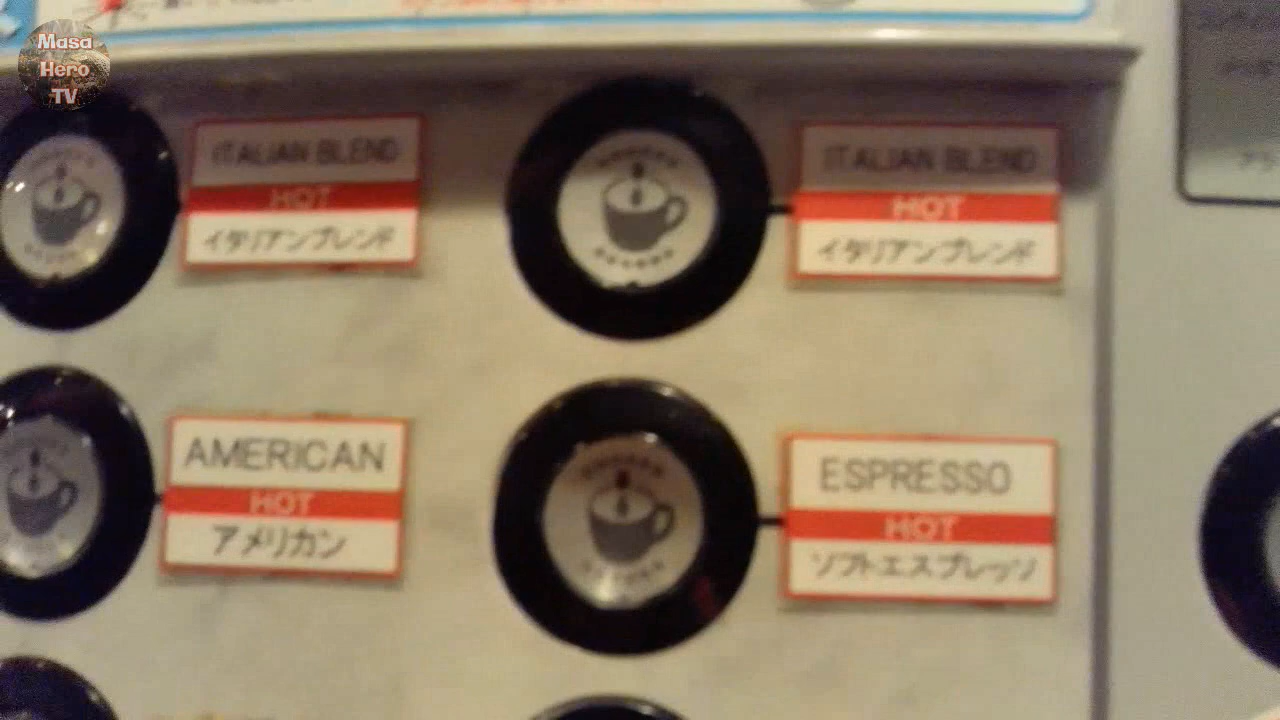 Masa
Hero
TV
ITALIAN BLEND
HOT
イタリアンブレンド
ITALIAN BLEND
HOT
イタリアンブレンド
AMERICAN
HOT
アメリカン
ESPRESSO
HOT
ソフトエスプレッソ